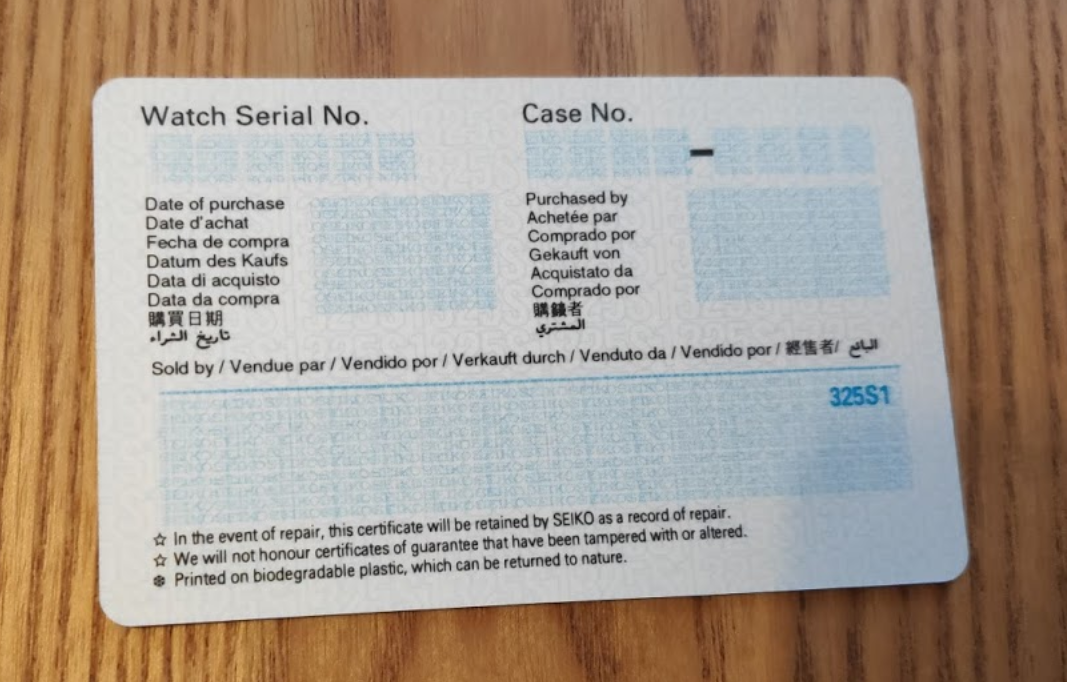 Watch Serial No.
Case No.
–
Date of purchase
Date d'achat
Fecha de compra
Datum des Kaufs
Data di acquisto
Data da compra
購買日期
تاريخ الشراء
Purchased by
Achetée par
Comprado por
Gekauft von
Acquistato da
Comprado por
購錶者
المشتري
Sold by / Vendue par / Vendido por / Verkauft durch / Venduto da / Vendido por / 經售者/ البائع
325S1
☆ In the event of repair, this certificate will be retained by SEIKO as a record of repair.
☆ We will not honour certificates of guarantee that have been tampered with or altered.
❄ Printed on biodegradable plastic, which can be returned to nature.